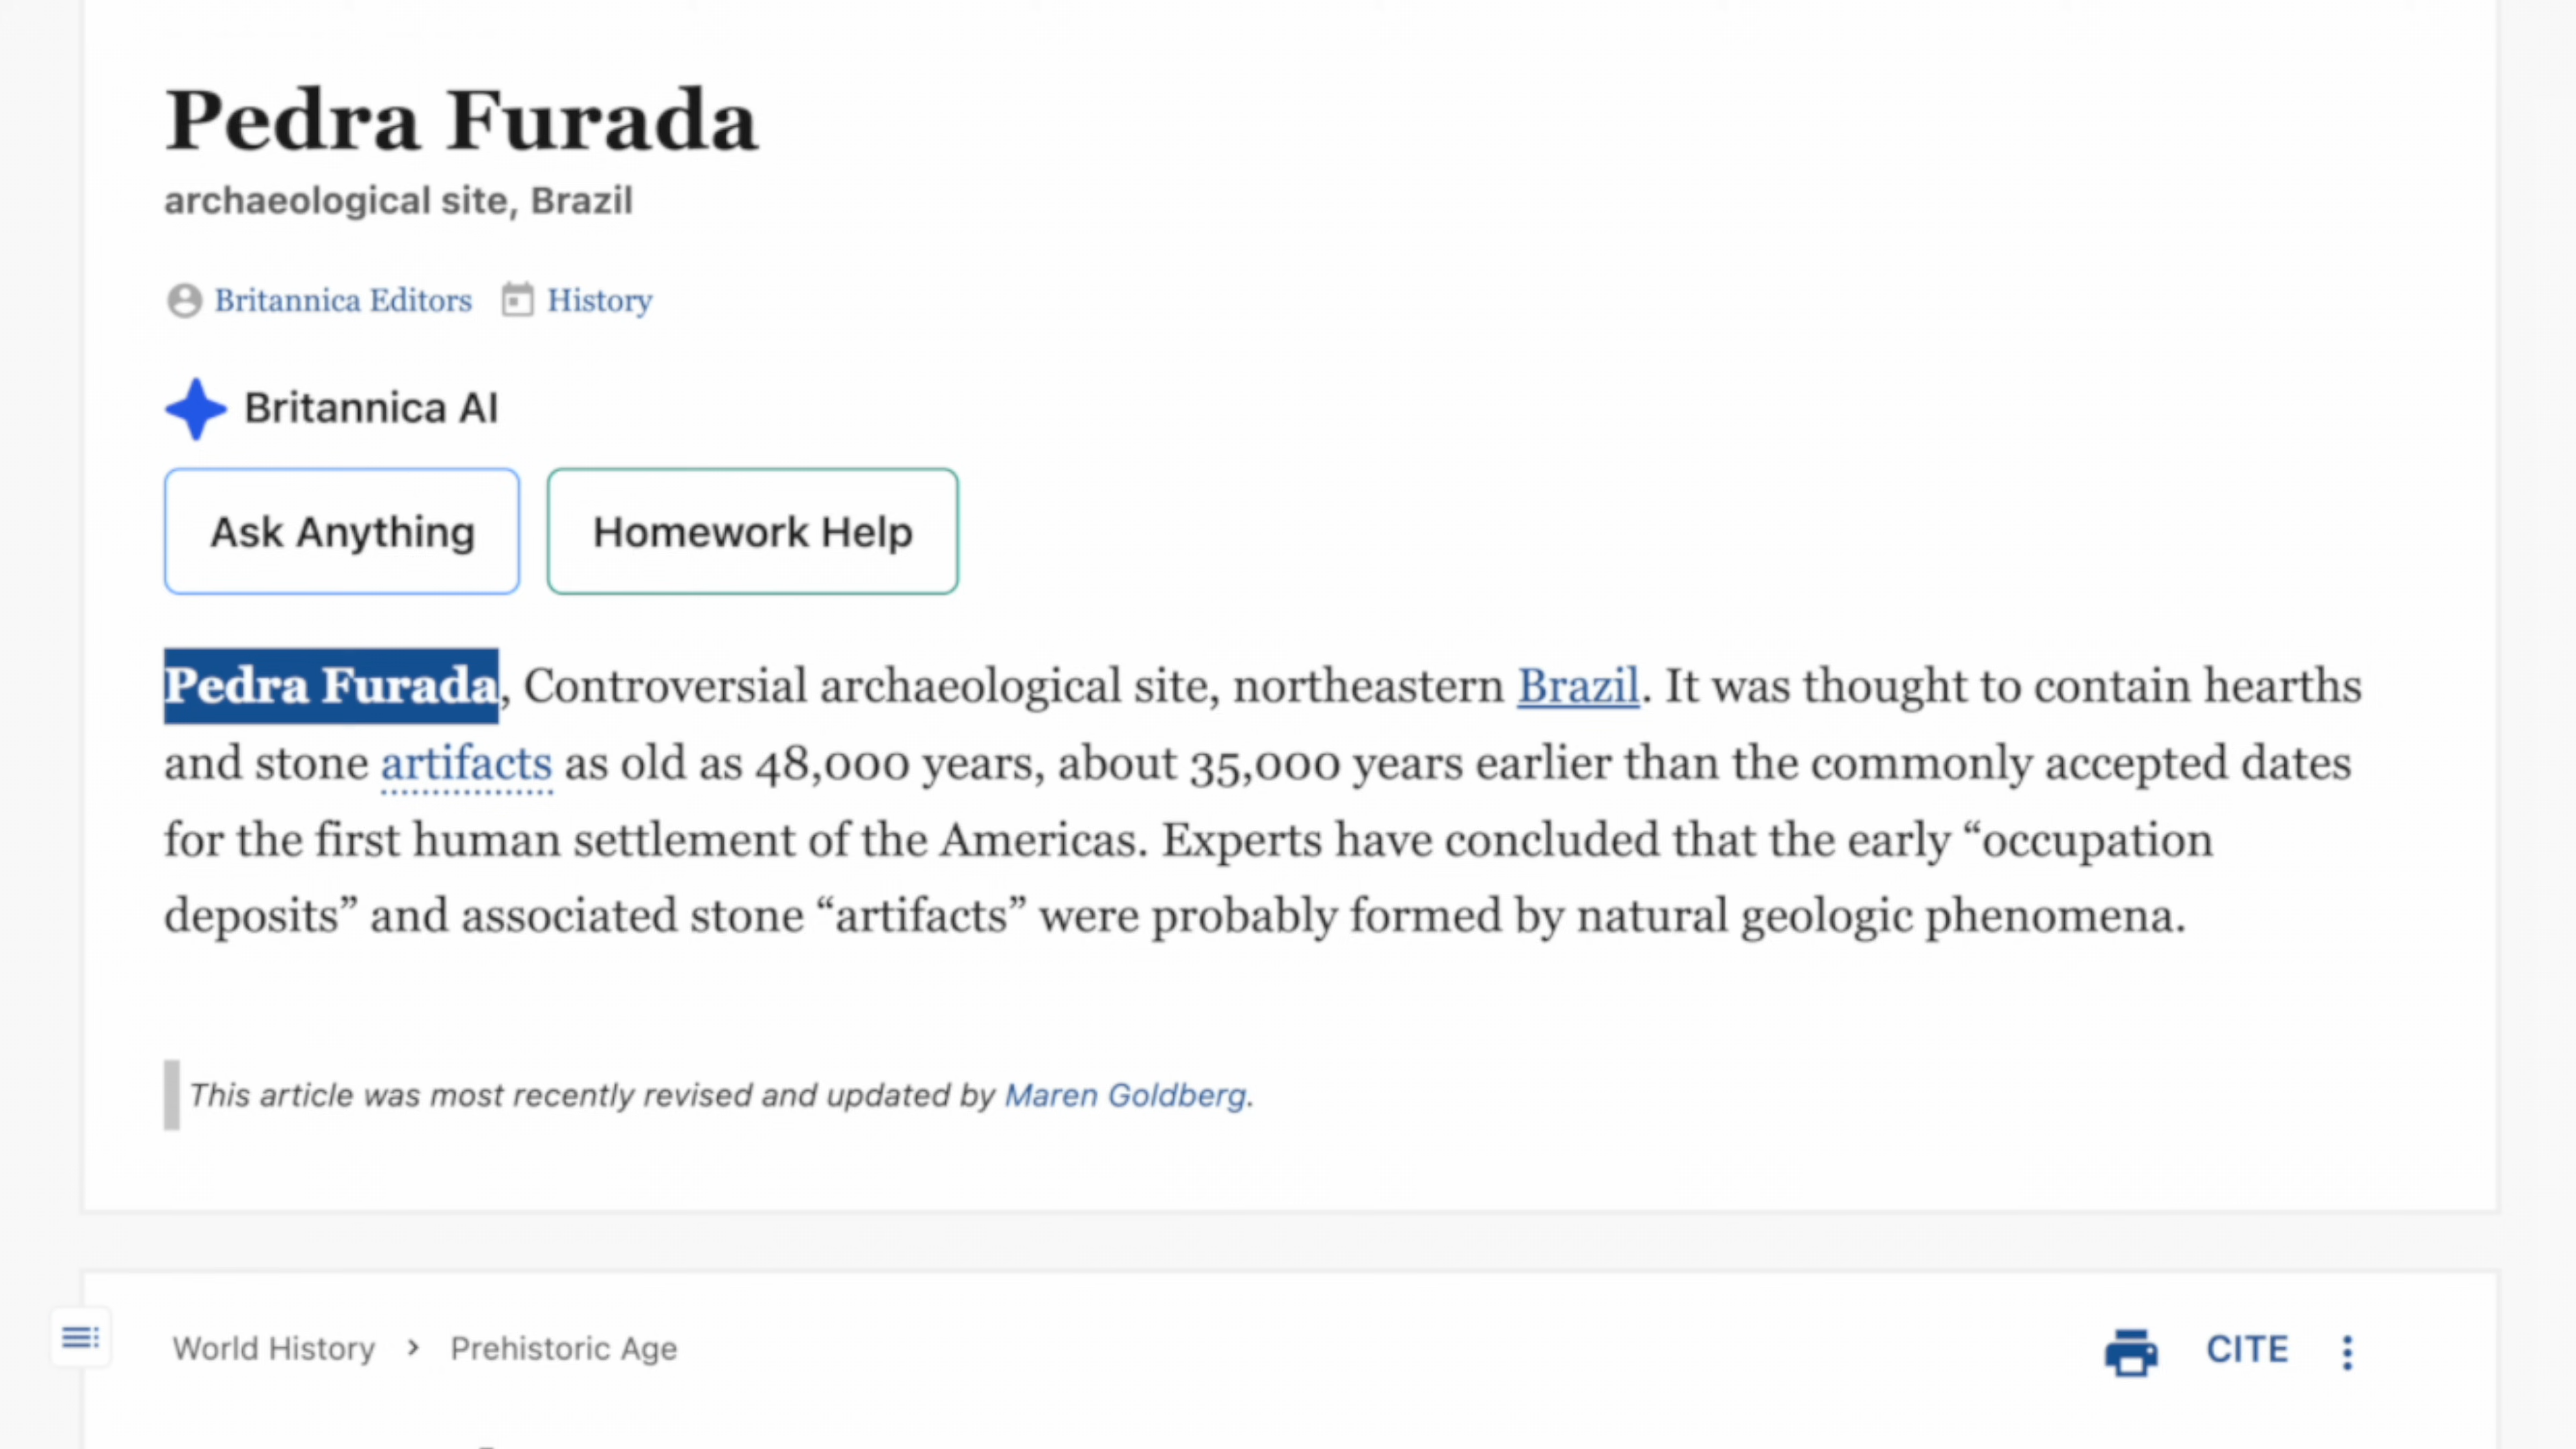 Pedra Furada
archaeological site, Brazil
Britannica Editors History
Britannica AI
Ask Anything Homework Help
Pedra Furada, Controversial archaeological site, northeastern Brazil. It was thought to contain hearths
and stone artifacts as old as 48,000 years, about 35,000 years earlier than the commonly accepted dates
for the first human settlement of the Americas. Experts have concluded that the early “occupation
deposits” and associated stone “artifacts” were probably formed by natural geologic phenomena.
This article was most recently revised and updated by Maren Goldberg.
World History > Prehistoric Age CITE